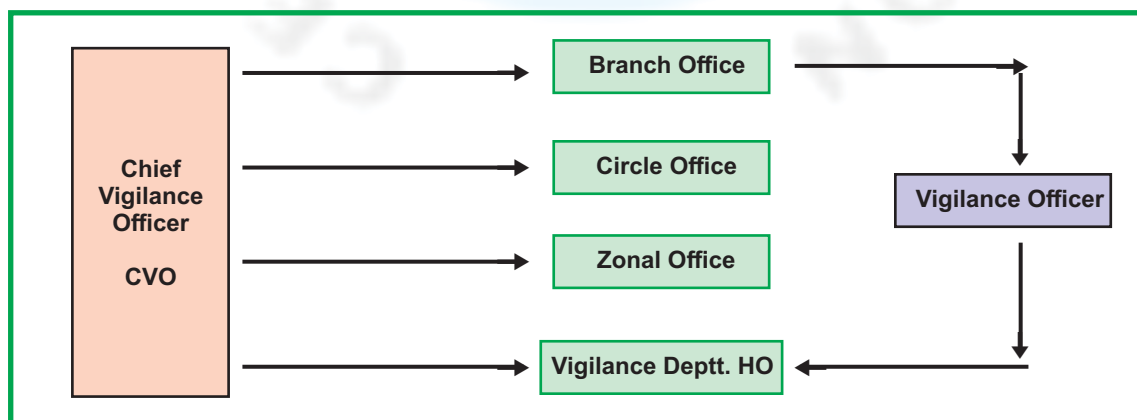 Chief
Vigilance
Officer
CVO
Branch Office
Circle Office
Zonal Office
Vigilance Deptt. HO
Vigilance Officer